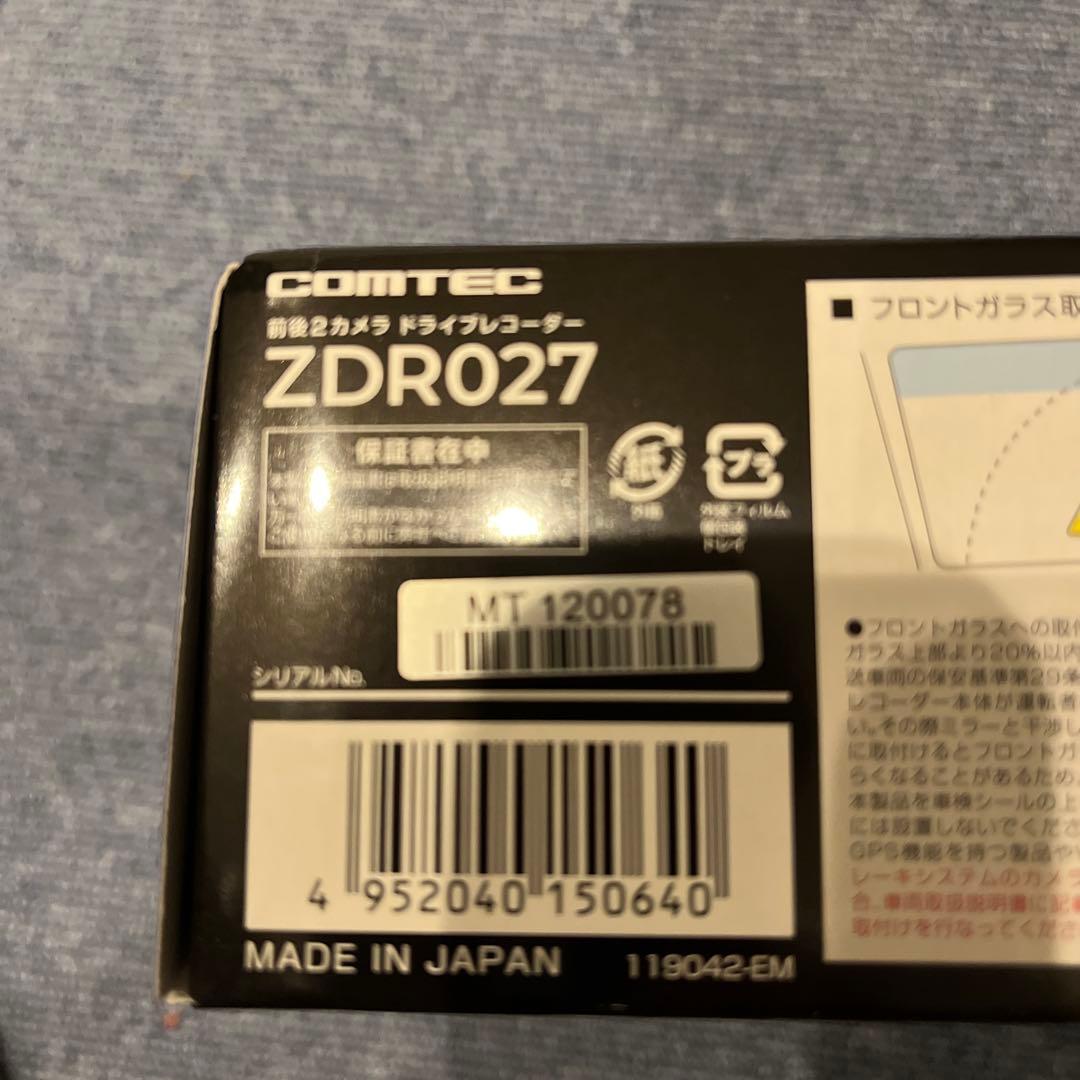 COMTEC
前後2カメラ ドライブレコーダー
ZDR027
保証書在中
紙
外箱
プラ
外装フィルム
個包装
トレイ
MT 120078
シリアルNo.
4 952040 150640
MADE IN JAPAN
119042-EM
■ フロントガラス取
●フロントガラスへの取付
ガラス上部より20%以内
送車両の保安基準第29条
レコーダー本体が運転者
い。その際ミラーと干渉し
に取付けるとフロントガ
らくなることがあるため、
本製品を車検シールの上
には設置しないでくださ
GPS機能を持つ製品や
レーキシステムのカメラ
合、車両取扱説明書に記載
取付けを行なってくださ